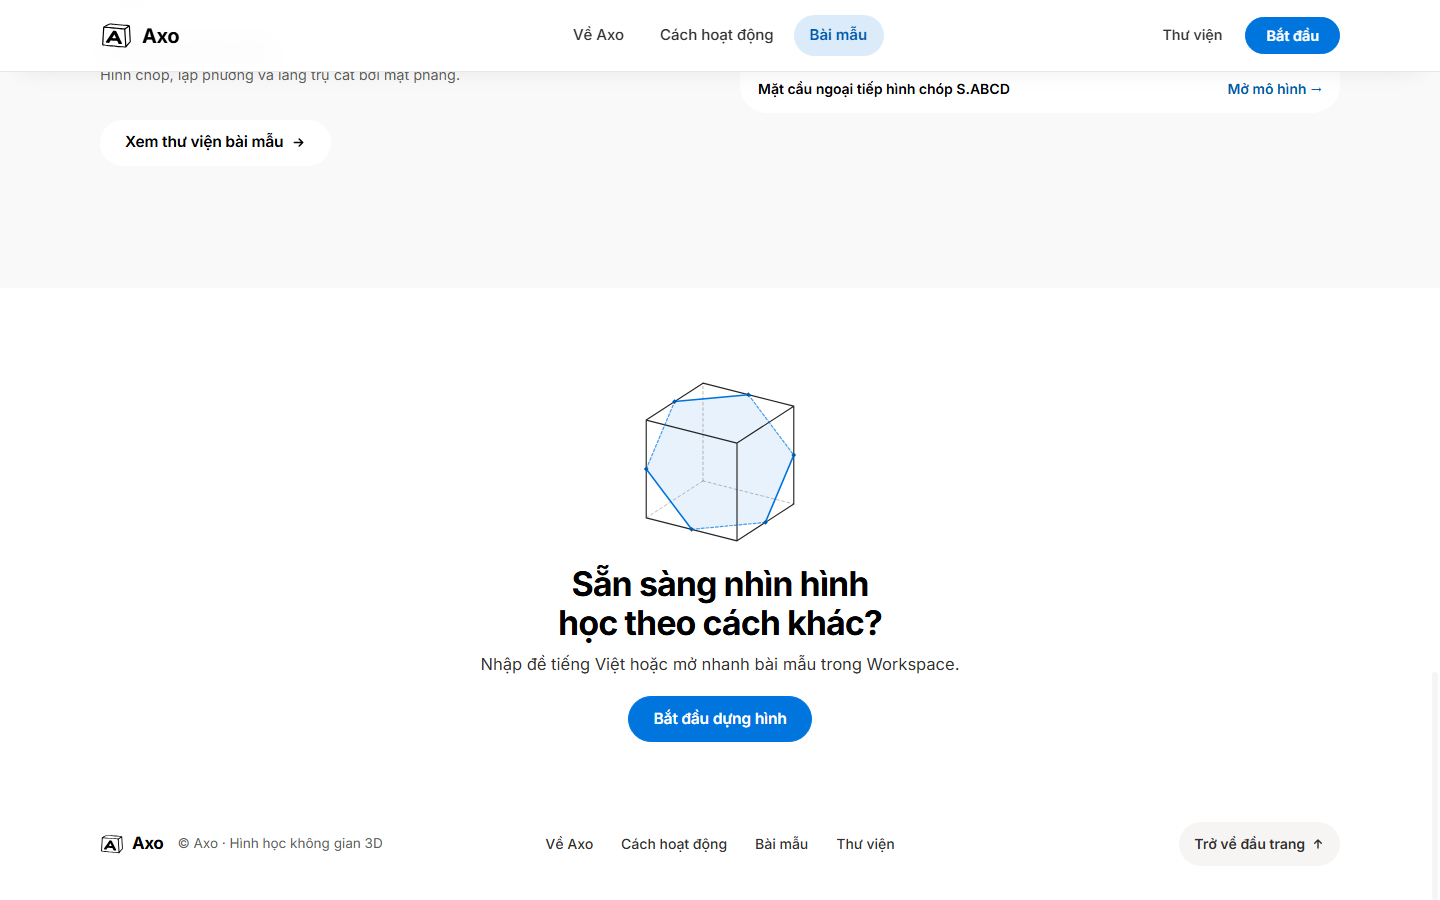 Axo
Về Axo
Cách hoạt động
Bài mẫu
Thư viện
Bắt đầu
Hình chóp, lập phương và lăng trụ cắt bởi mặt phẳng.
Mặt cầu ngoại tiếp hình chóp S.ABCD
Mở mô hình →
Xem thư viện bài mẫu →
Sẵn sàng nhìn hình
học theo cách khác?
Nhập đề tiếng Việt hoặc mở nhanh bài mẫu trong Workspace.
Bắt đầu dựng hình
Axo
© Axo · Hình học không gian 3D
Về Axo
Cách hoạt động
Bài mẫu
Thư viện
Trở về đầu trang ↑